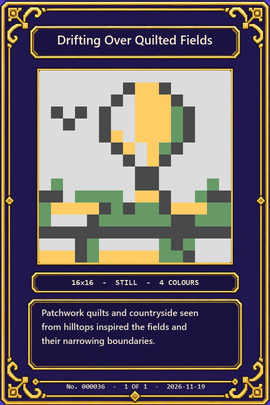 Drifting Over Quilted Fields
16x16 - STILL - 4 COLOURS
Patchwork quilts and countryside seen
from hilltops inspired the fields and
their narrowing boundaries.
No. 000036 - 1 OF 1 - 2026-11-19